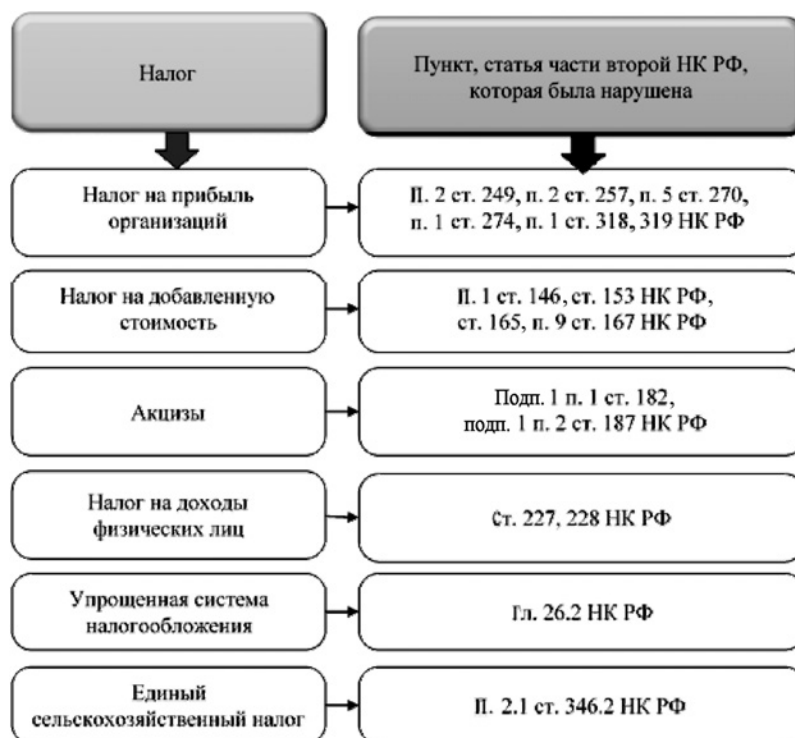 Налог
Пункт, статья части второй НК РФ,
которая была нарушена
Налог на прибыль
организаций
П. 2 ст. 249, п. 2 ст. 257, п. 5 ст. 270,
п. 1 ст. 274, п. 1 ст. 318, 319 НК РФ
Налог на добавленную
стоимость
П. 1 ст. 146, ст. 153 НК РФ,
ст. 165, п. 9 ст. 167 НК РФ
Акцизы
Подп. 1 п. 1 ст. 182,
подп. 1 п. 2 ст. 187 НК РФ
Налог на доходы
физических лиц
Ст. 227, 228 НК РФ
Упрощенная система
налогообложения
Гл. 26.2 НК РФ
Единый
сельскохозяйственный налог
П. 2.1 ст. 346.2 НК РФ